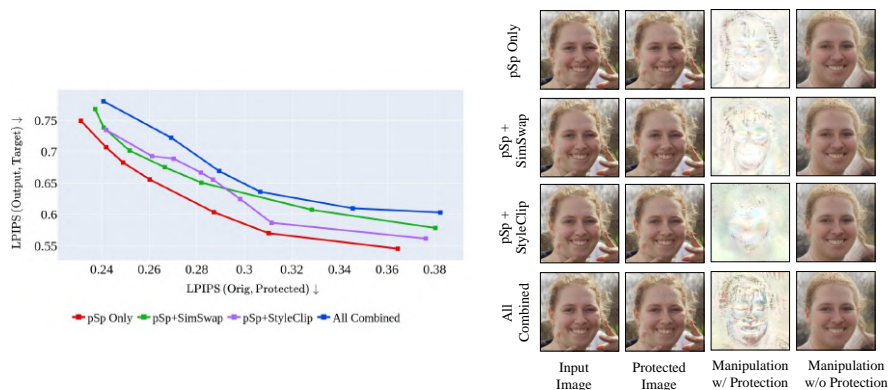 LPIPS (Output, Target) ↓
0.75
0.7
0.65
0.6
0.55
0.24
0.26
0.28
0.3
0.32
0.34
0.36
0.38
LPIPS (Orig, Protected) ↓
pSp Only
pSp+SimSwap
pSp+StyleClip
All Combined
pSp Only
pSp +
SimSwap
pSp +
StyleClip
All
Combined
Input
Image
Protected
Image
Manipulation
w/ Protection
Manipulation
w/o Protection